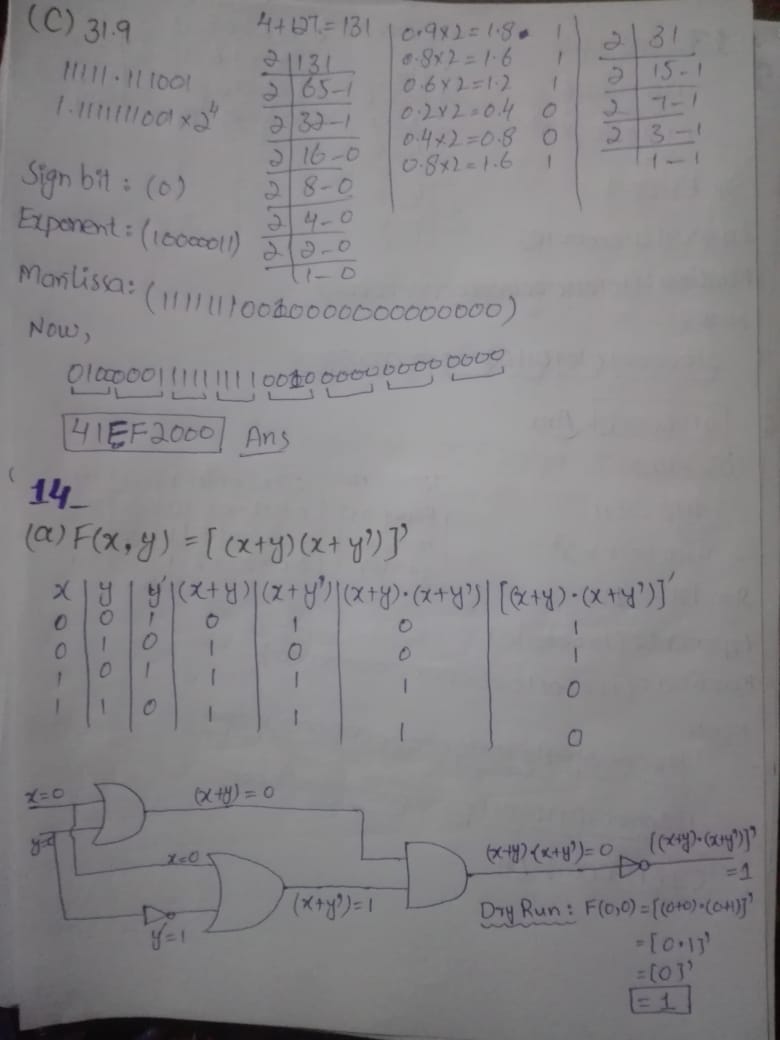 (C) 31.9
11111.111001
1.1111111001 x 2^4
Sign bit : (0)
Exponent : (10000011)
Mantissa: (11111110010000000000000)
Now,
41EF2000 Ans
4+127=131
2 | 131
2 | 65-1
2 | 32-1
2 | 16-0
2 | 8-0
2 | 4-0
2 | 2-0
1-0
0.9x2=1.8 1
0.8x2=1.6 1
0.6x2=1.2 1
0.2x2=0.4 0
0.4x2=0.8 0
0.8x2=1.6 1
2 | 31
2 | 15-1
2 | 7-1
2 | 3-1
1-1
14_
(a) F(x,y) = [(x+y)(x+y')]'
x | y | y' | (x+y) | (x+y') | (x+y)·(x+y') | [(x+y)·(x+y')]'
0 0 1 0 1 0 1
0 1 0 1 0 0 1
1 0 1 1 1 1 0
1 1 0 1 1 1 0
x=0
(x+y)=0
x=0
y'=1
(x+y')=1
(x+y)·(x+y')=0
[(x+y)·(x+y')]'
=1
Dry Run : F(0,0) = [(0+0)·(0+1)]'
=[0·1]'
=[0]'
=1